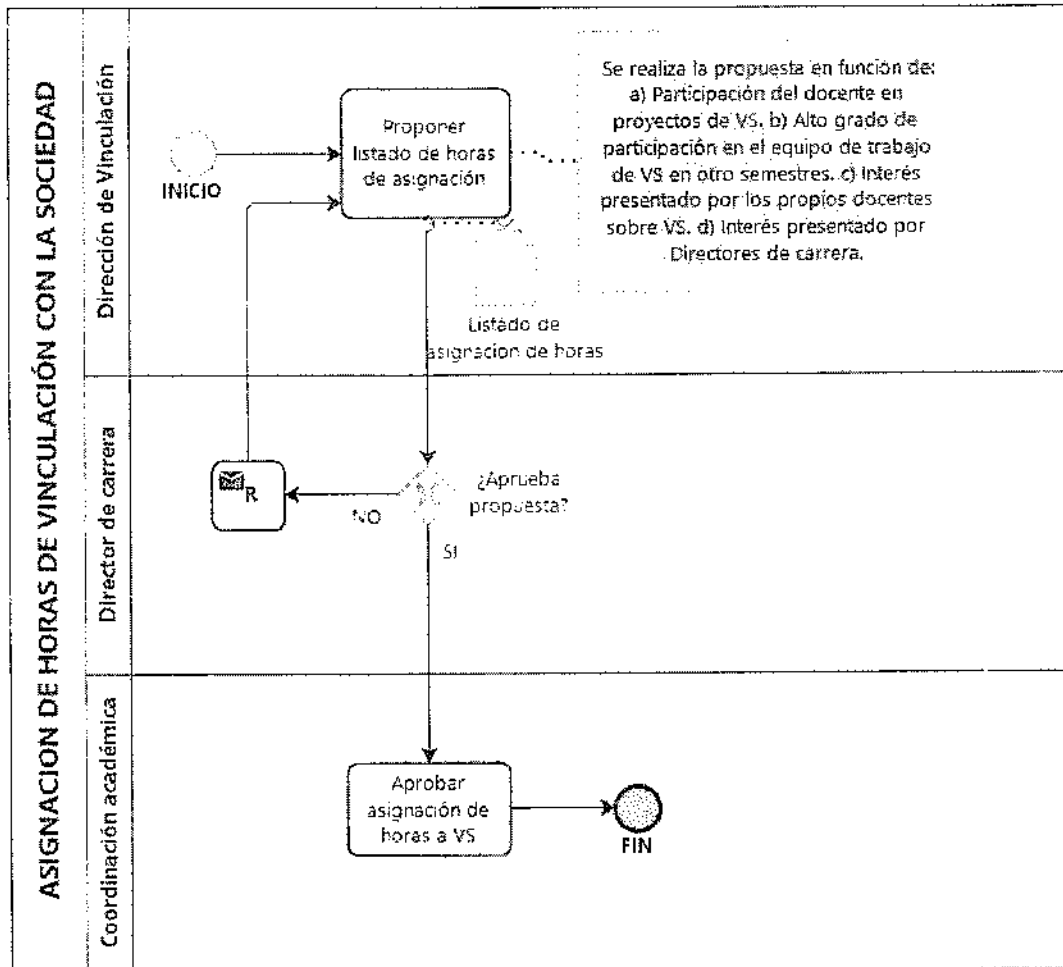 ASIGNACION DE HORAS DE VINCULACIÓN CON LA SOCIEDAD
Dirección de Vinculación
INICIO
Proponer
listado de horas
de asignación
Se realiza la propuesta en función de:
a) Participación del docente en
proyectos de VS. b) Alto grado de
participación en el equipo de trabajo
de VS en otro semestres. c) Interés
presentado por los propios docentes
sobre VS. d) Interés presentado por
Directores de carrera.
Listado de
asignacion de horas
Director de carrera
R
NO
¿Aprueba
propuesta?
SI
Coordinación académica
Aprobar
asignación de
horas a VS
FIN